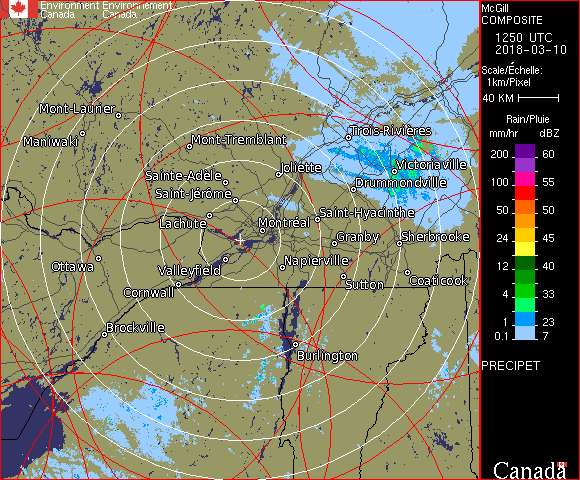 Environment Environnement
Canada Canada
McGill
COMPOSITE
1250 UTC
2018-03-10
Scale/Échelle:
1km/Pixel
40 KM
Rain/Pluie
mm/hr dBZ
200 60
100 55
50 50
24 45
12 40
4 33
1 23
0.1 7
PRECIPET
Canada
Mont-Laurier
Maniwaki
Mont-Tremblant
Trois-Rivières
Joliette
Victoriaville
Sainte-Adèle
Drummondville
Saint-Jérôme
Lachute
Saint-Hyacinthe
Montréal
Granby
Sherbrooke
Ottawa
Valleyfield
Napierville
Cornwall
Sutton
Coaticook
Brockville
Burlington